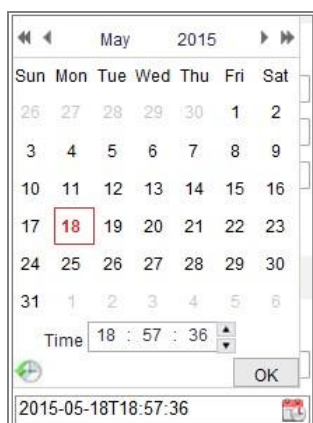 May 2015
Sun Mon Tue Wed Thu Fri Sat
26 27 28 29 30 1 2
3 4 5 6 7 8 9
10 11 12 13 14 15 16
17 18 19 20 21 22 23
24 25 26 27 28 29 30
31 1 2 3 4 5 6
Time 18 : 57 : 36
OK
2015-05-18T18:57:36